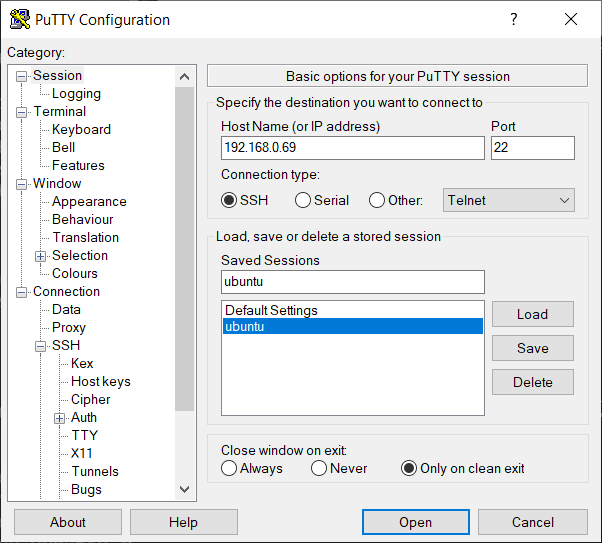 PuTTY Configuration
?
Category:
Session
Logging
Terminal
Keyboard
Bell
Features
Window
Appearance
Behaviour
Translation
Selection
Colours
Connection
Data
Proxy
SSH
Kex
Host keys
Cipher
Auth
TTY
X11
Tunnels
Bugs
Basic options for your PuTTY session
Specify the destination you want to connect to
Host Name (or IP address) Port
192.168.0.69 22
Connection type:
SSH Serial Other: Telnet
Load, save or delete a stored session
Saved Sessions
ubuntu
Default Settings
ubuntu
Load
Save
Delete
Close window on exit:
Always Never Only on clean exit
About Help Open Cancel